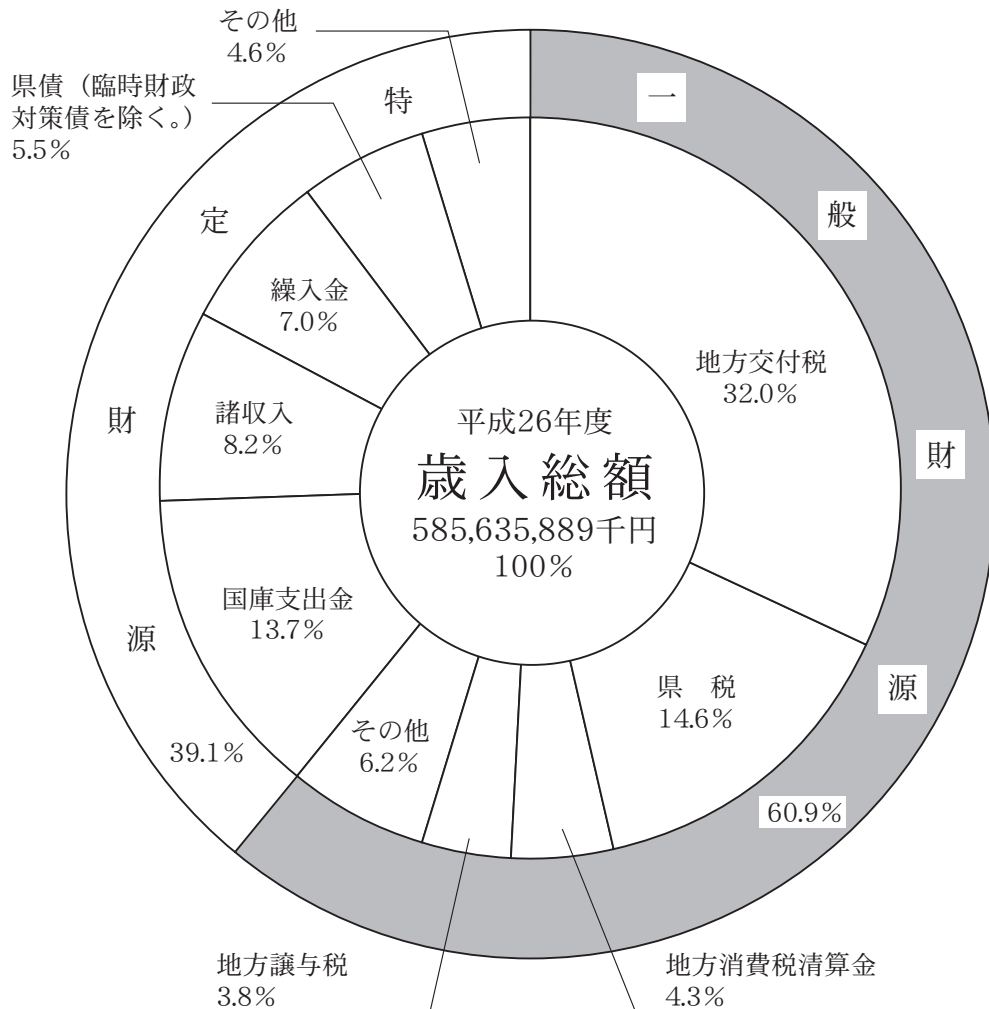 その他
4.6%
県債（臨時財政
対策債を除く。）
5.5%
特
定
財
源
39.1%
一
般
財
源
60.9%
繰入金
7.0%
諸収入
8.2%
国庫支出金
13.7%
その他
6.2%
地方交付税
32.0%
県　税
14.6%
平成26年度
歳入総額
585,635,889千円
100%
地方譲与税
3.8%
地方消費税清算金
4.3%